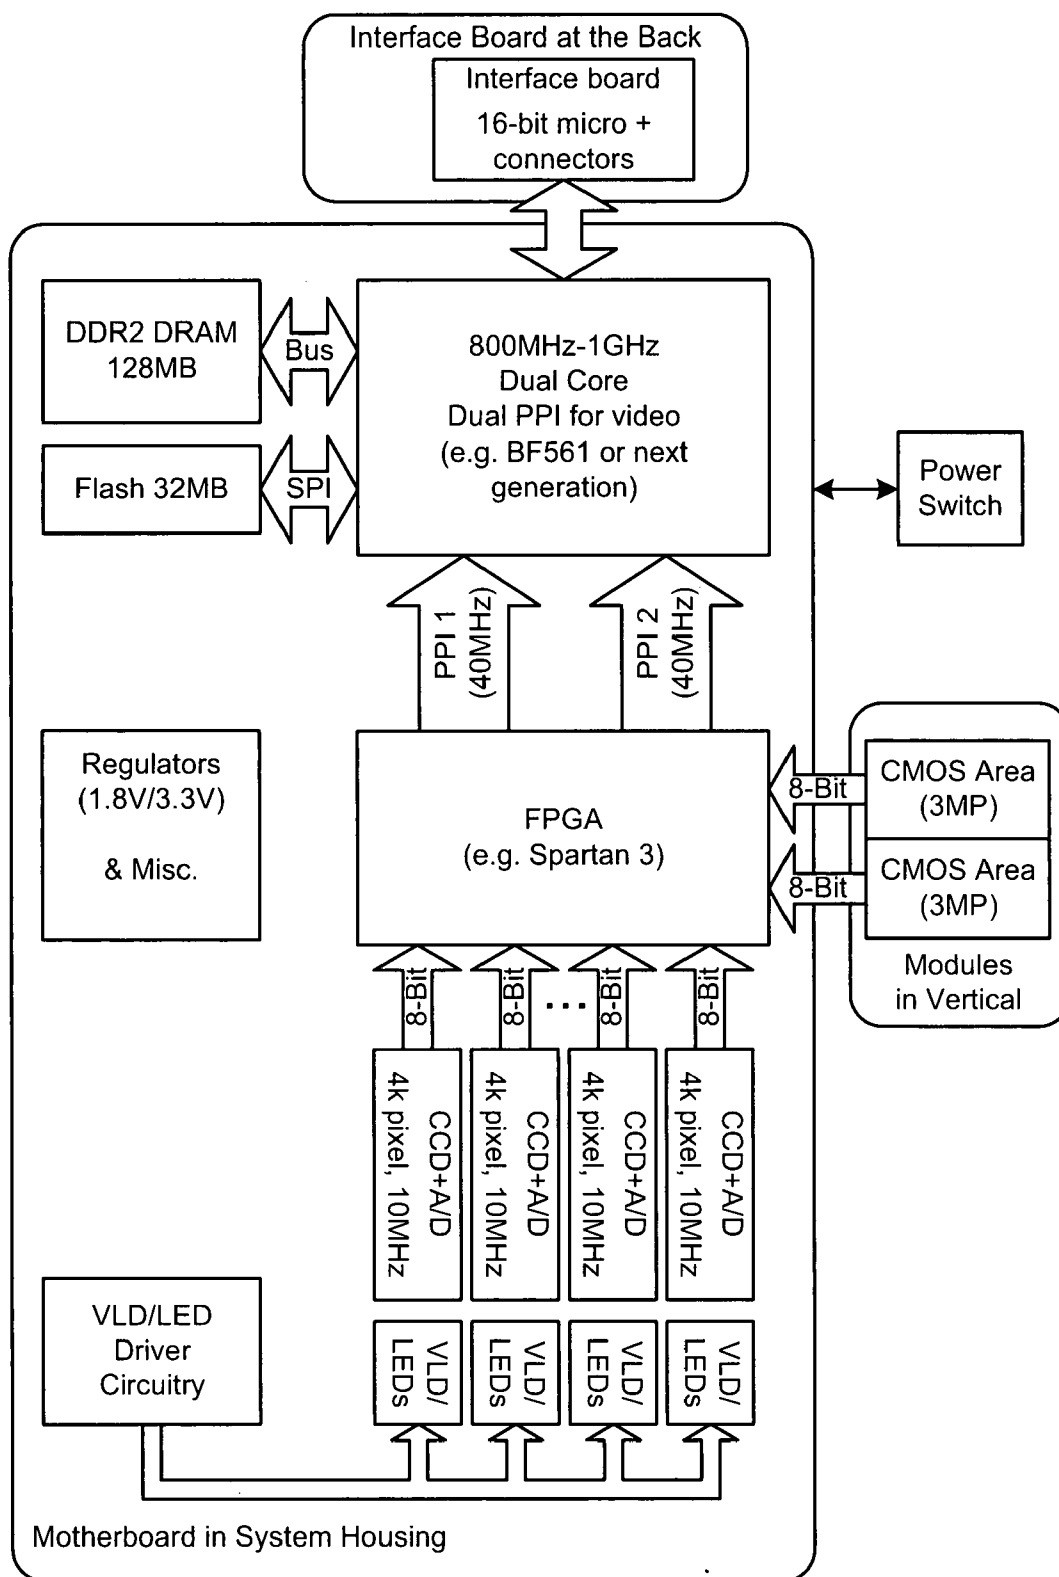 Interface Board at the Back
Interface board
16-bit micro +
connectors
DDR2 DRAM
128MB
Bus
800MHz-1GHz
Dual Core
Dual PPI for video
(e.g. BF561 or next
generation)
Flash 32MB
SPI
Power
Switch
PPI 1
(40MHz)
PPI 2
(40MHz)
Regulators
(1.8V/3.3V)
& Misc.
FPGA
(e.g. Spartan 3)
8-Bit
CMOS Area
(3MP)
8-Bit
CMOS Area
(3MP)
Modules
in Vertical
8-Bit
8-Bit
...
8-Bit
8-Bit
CCD+A/D
4k pixel, 10MHz
CCD+A/D
4k pixel, 10MHz
CCD+A/D
4k pixel, 10MHz
CCD+A/D
4k pixel, 10MHz
VLD/LED
Driver
Circuitry
VLD/
LEDs
VLD/
LEDs
VLD/
LEDs
VLD/
LEDs
Motherboard in System Housing